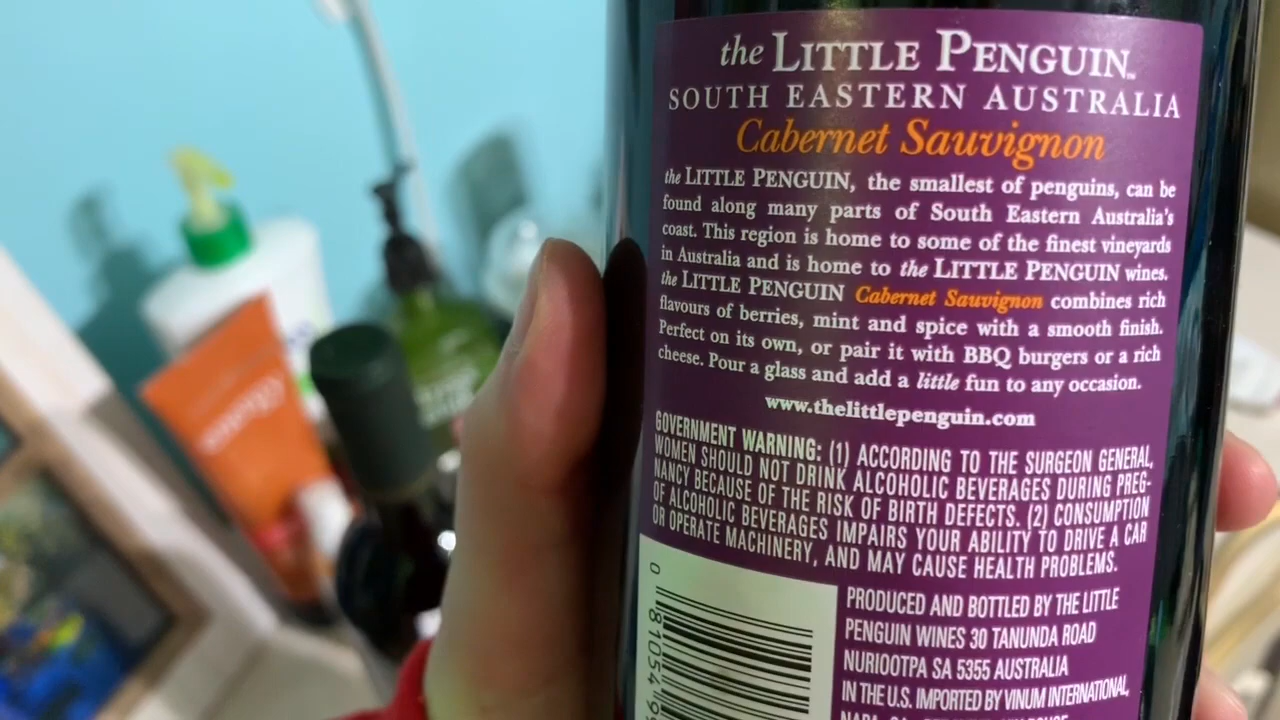 the LITTLE PENGUIN™
SOUTH EASTERN AUSTRALIA
Cabernet Sauvignon
the LITTLE PENGUIN, the smallest of penguins, can be
found along many parts of South Eastern Australia's
coast. This region is home to some of the finest vineyards
in Australia and is home to the LITTLE PENGUIN wines.
the LITTLE PENGUIN Cabernet Sauvignon combines rich
flavours of berries, mint and spice with a smooth finish.
Perfect on its own, or pair it with BBQ burgers or a rich
cheese. Pour a glass and add a little fun to any occasion.
www.thelittlepenguin.com
GOVERNMENT WARNING: (1) ACCORDING TO THE SURGEON GENERAL,
WOMEN SHOULD NOT DRINK ALCOHOLIC BEVERAGES DURING PREG-
NANCY BECAUSE OF THE RISK OF BIRTH DEFECTS. (2) CONSUMPTION
OF ALCOHOLIC BEVERAGES IMPAIRS YOUR ABILITY TO DRIVE A CAR
OR OPERATE MACHINERY, AND MAY CAUSE HEALTH PROBLEMS.
0 81054
PRODUCED AND BOTTLED BY THE LITTLE
PENGUIN WINES 30 TANUNDA ROAD
NURIOOTPA SA 5355 AUSTRALIA
IN THE U.S. IMPORTED BY VINUM INTERNATIONAL,